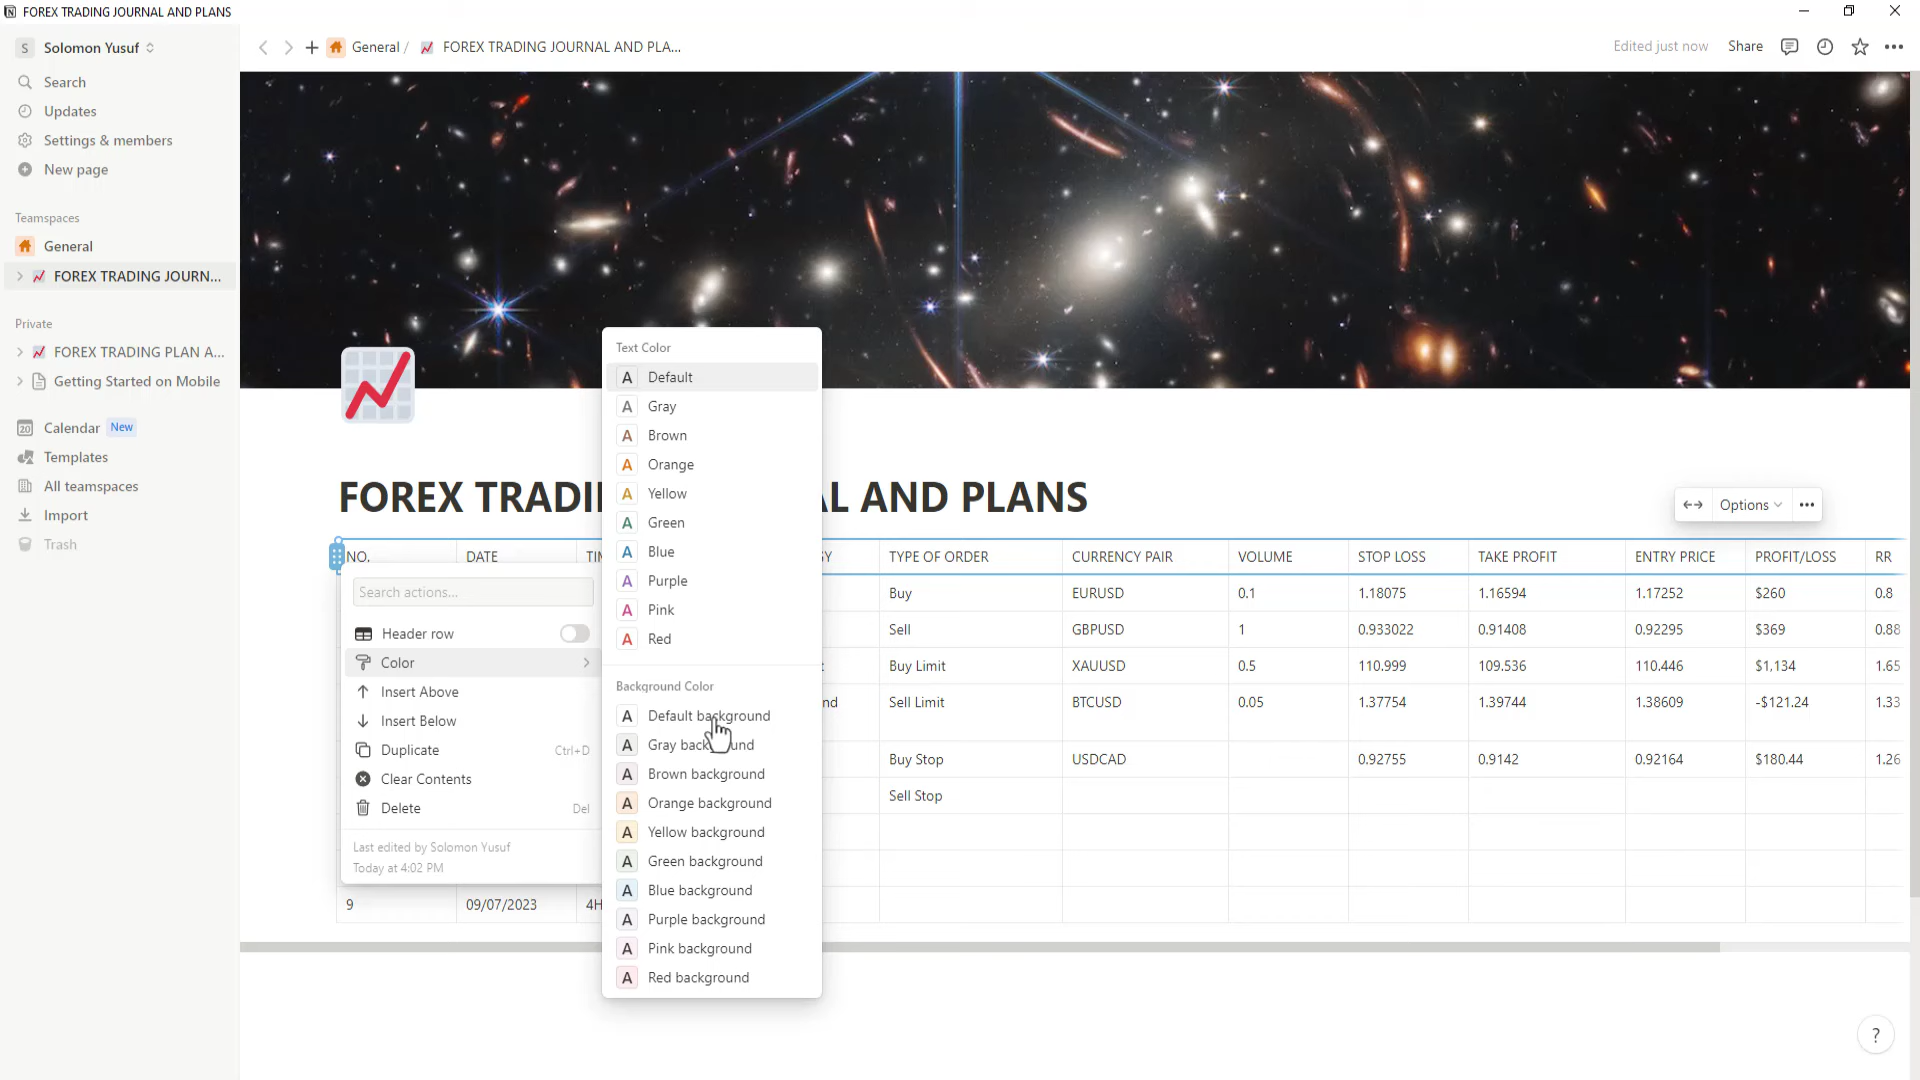 FOREX TRADING JOURNAL AND PLANS
S Solomon Yusuf
Search
Updates
Settings & members
New page
Teamspaces
General
FOREX TRADING JOURN...
Private
FOREX TRADING PLAN A...
Getting Started on Mobile
20 Calendar New
Templates
All teamspaces
Import
Trash
General / FOREX TRADING JOURNAL AND PLA...
Edited just now Share
FOREX TRADI L AND PLANS
Options
NO. DATE TIM Y TYPE OF ORDER CURRENCY PAIR VOLUME STOP LOSS TAKE PROFIT ENTRY PRICE PROFIT/LOSS RR
Buy EURUSD 0.1 1.18075 1.16594 1.17252 $260 0.8
Sell GBPUSD 1 0.933022 0.91408 0.92295 $369 0.88
t Buy Limit XAUUSD 0.5 110.999 109.536 110.446 $1,134 1.65
nd Sell Limit BTCUSD 0.05 1.37754 1.39744 1.38609 -$121.24 1.33
Buy Stop USDCAD 0.92755 0.9142 0.92164 $180.44 1.26
Sell Stop
9 09/07/2023 4H
Search actions...
Header row
Color
Insert Above
Insert Below
Duplicate Ctrl+D
Clear Contents
Delete Del
Last edited by Solomon Yusuf
Today at 4:02 PM
Text Color
A Default
A Gray
A Brown
A Orange
A Yellow
A Green
A Blue
A Purple
A Pink
A Red
Background Color
A Default background
A Gray background
A Brown background
A Orange background
A Yellow background
A Green background
A Blue background
A Purple background
A Pink background
A Red background
?